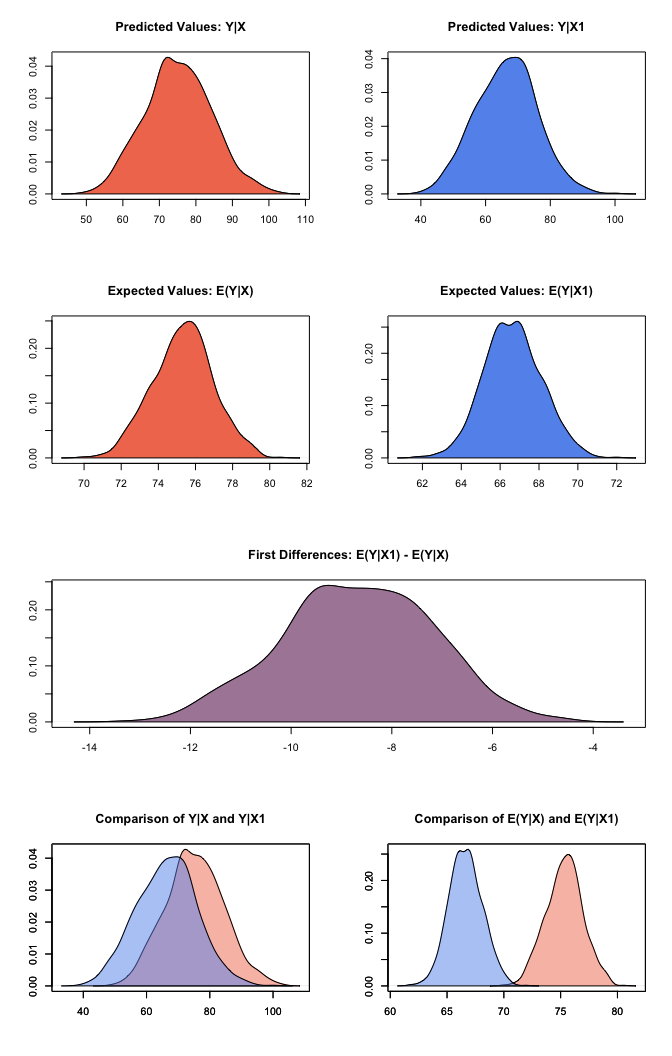 Predicted Values: Y|X
0.00 0.01 0.02 0.03 0.04
50 60 70 80 90 100 110
Predicted Values: Y|X1
0.00 0.01 0.02 0.03 0.04
40 60 80 100
Expected Values: E(Y|X)
0.00 0.10 0.20
70 72 74 76 78 80 82
Expected Values: E(Y|X1)
0.00 0.10 0.20
62 64 66 68 70 72
First Differences: E(Y|X1) - E(Y|X)
0.00 0.10 0.20
-14 -12 -10 -8 -6 -4
Comparison of Y|X and Y|X1
0.00 0.01 0.02 0.03 0.04
40 60 80 100
Comparison of E(Y|X) and E(Y|X1)
0.00 0.10 0.20
60 65 70 75 80